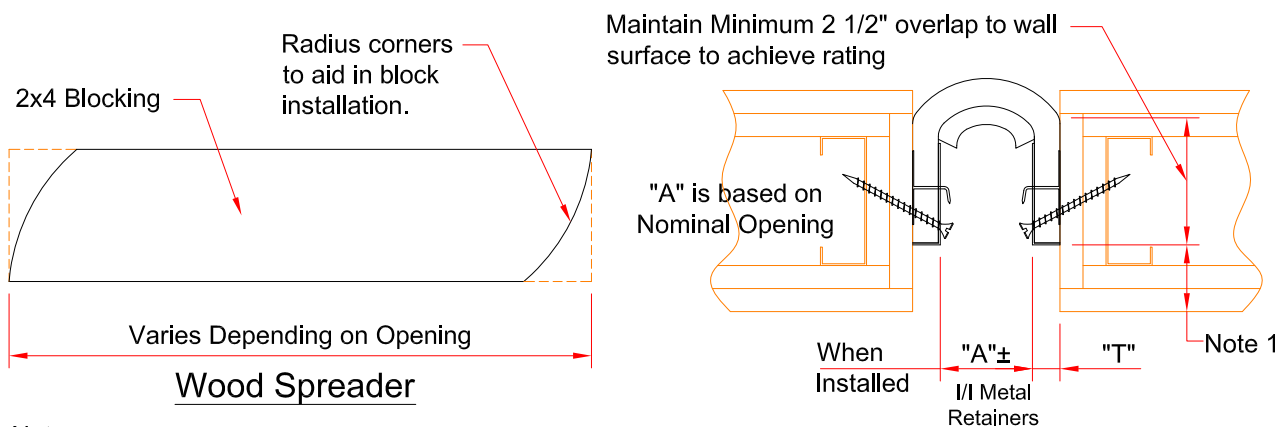 2x4 Blocking
Radius corners
to aid in block
installation.
Varies Depending on Opening
Wood Spreader
Maintain Minimum 2 1/2" overlap to wall
surface to achieve rating
"A" is based on
Nominal Opening
When
Installed
"A"±
I/I Metal
Retainers
"T"
Note 1